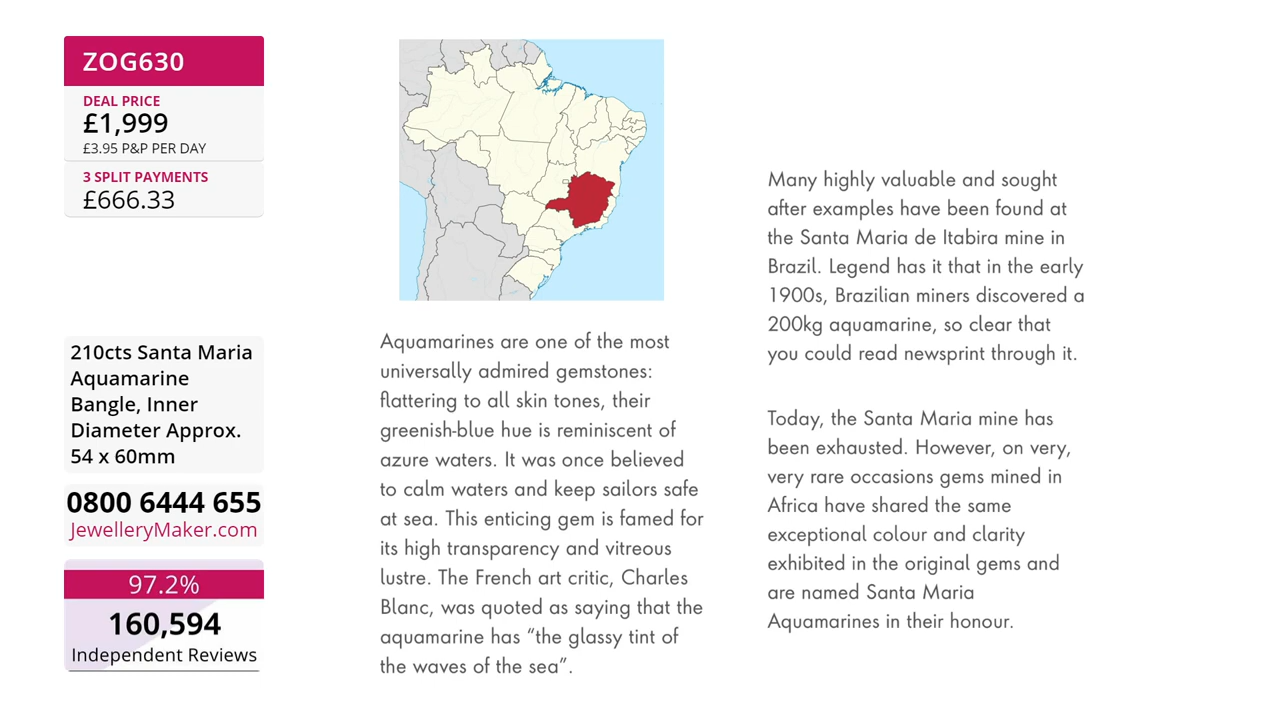 ZOG630
DEAL PRICE
£1,999
£3.95 P&P PER DAY
3 SPLIT PAYMENTS
£666.33
210cts Santa Maria
Aquamarine
Bangle, Inner
Diameter Approx.
54 x 60mm
0800 6444 655
JewelleryMaker.com
97.2%
160,594
Independent Reviews
Aquamarines are one of the most
universally admired gemstones:
flattering to all skin tones, their
greenish-blue hue is reminiscent of
azure waters. It was once believed
to calm waters and keep sailors safe
at sea. This enticing gem is famed for
its high transparency and vitreous
lustre. The French art critic, Charles
Blanc, was quoted as saying that the
aquamarine has “the glassy tint of
the waves of the sea”.
Many highly valuable and sought
after examples have been found at
the Santa Maria de Itabira mine in
Brazil. Legend has it that in the early
1900s, Brazilian miners discovered a
200kg aquamarine, so clear that
you could read newsprint through it.
Today, the Santa Maria mine has
been exhausted. However, on very,
very rare occasions gems mined in
Africa have shared the same
exceptional colour and clarity
exhibited in the original gems and
are named Santa Maria
Aquamarines in their honour.